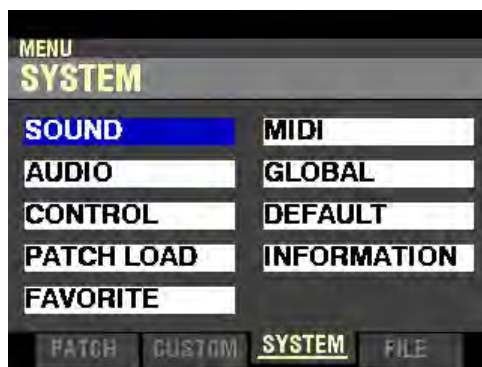 MENU
SYSTEM
SOUND
MIDI
AUDIO
GLOBAL
CONTROL
DEFAULT
PATCH LOAD
INFORMATION
FAVORITE
PATCH CUSTOM SYSTEM FILE